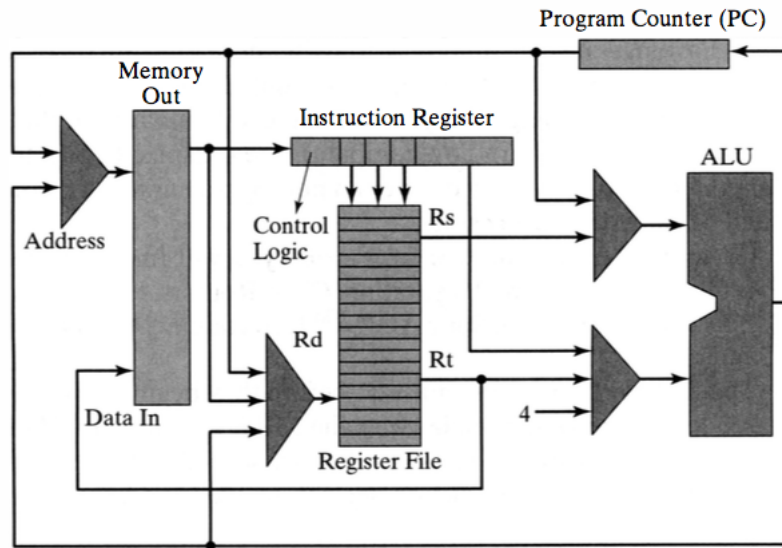 Program Counter (PC)
Memory
Out
Instruction Register
ALU
Address
Control
Logic
Rs
Rd
Rt
Data In
4
Register File